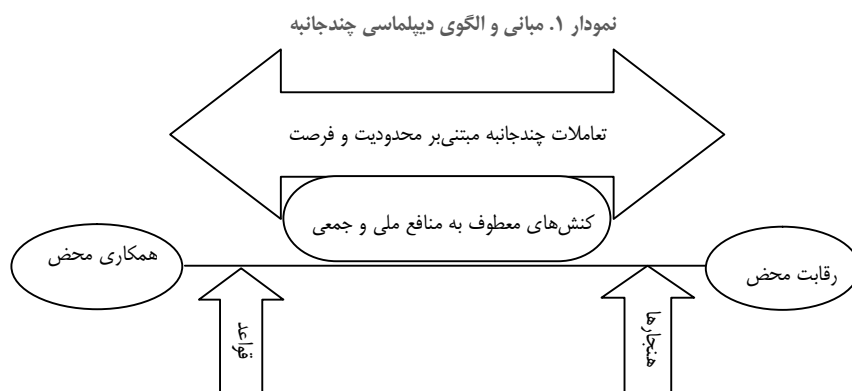 نمودار ۱. مبانی و الگوی دیپلماسی چندجانبه
تعاملات چندجانبه مبتنی‌بر محدودیت و فرصت
کنش‌های معطوف به منافع ملی و جمعی
رقابت محض
همکاری محض
هنجارها
قواعد